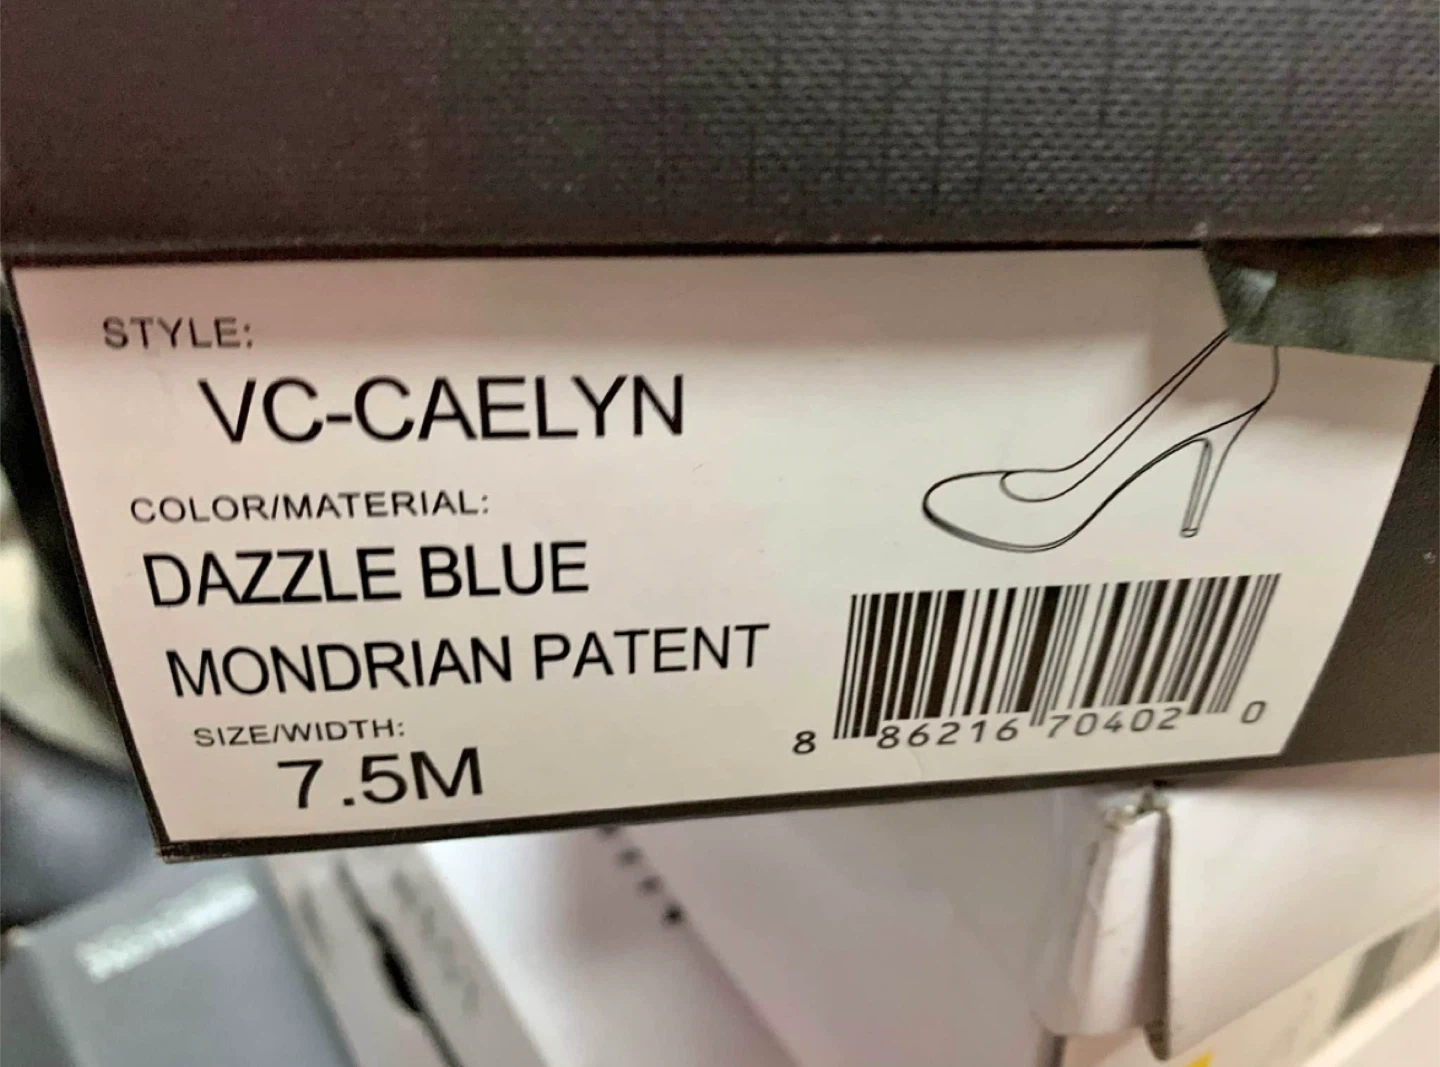 STYLE:
VC-CAELYN
COLOR/MATERIAL:
DAZZLE BLUE
MONDRIAN PATENT
SIZE/WIDTH:
7.5M
8 86216 70402 0